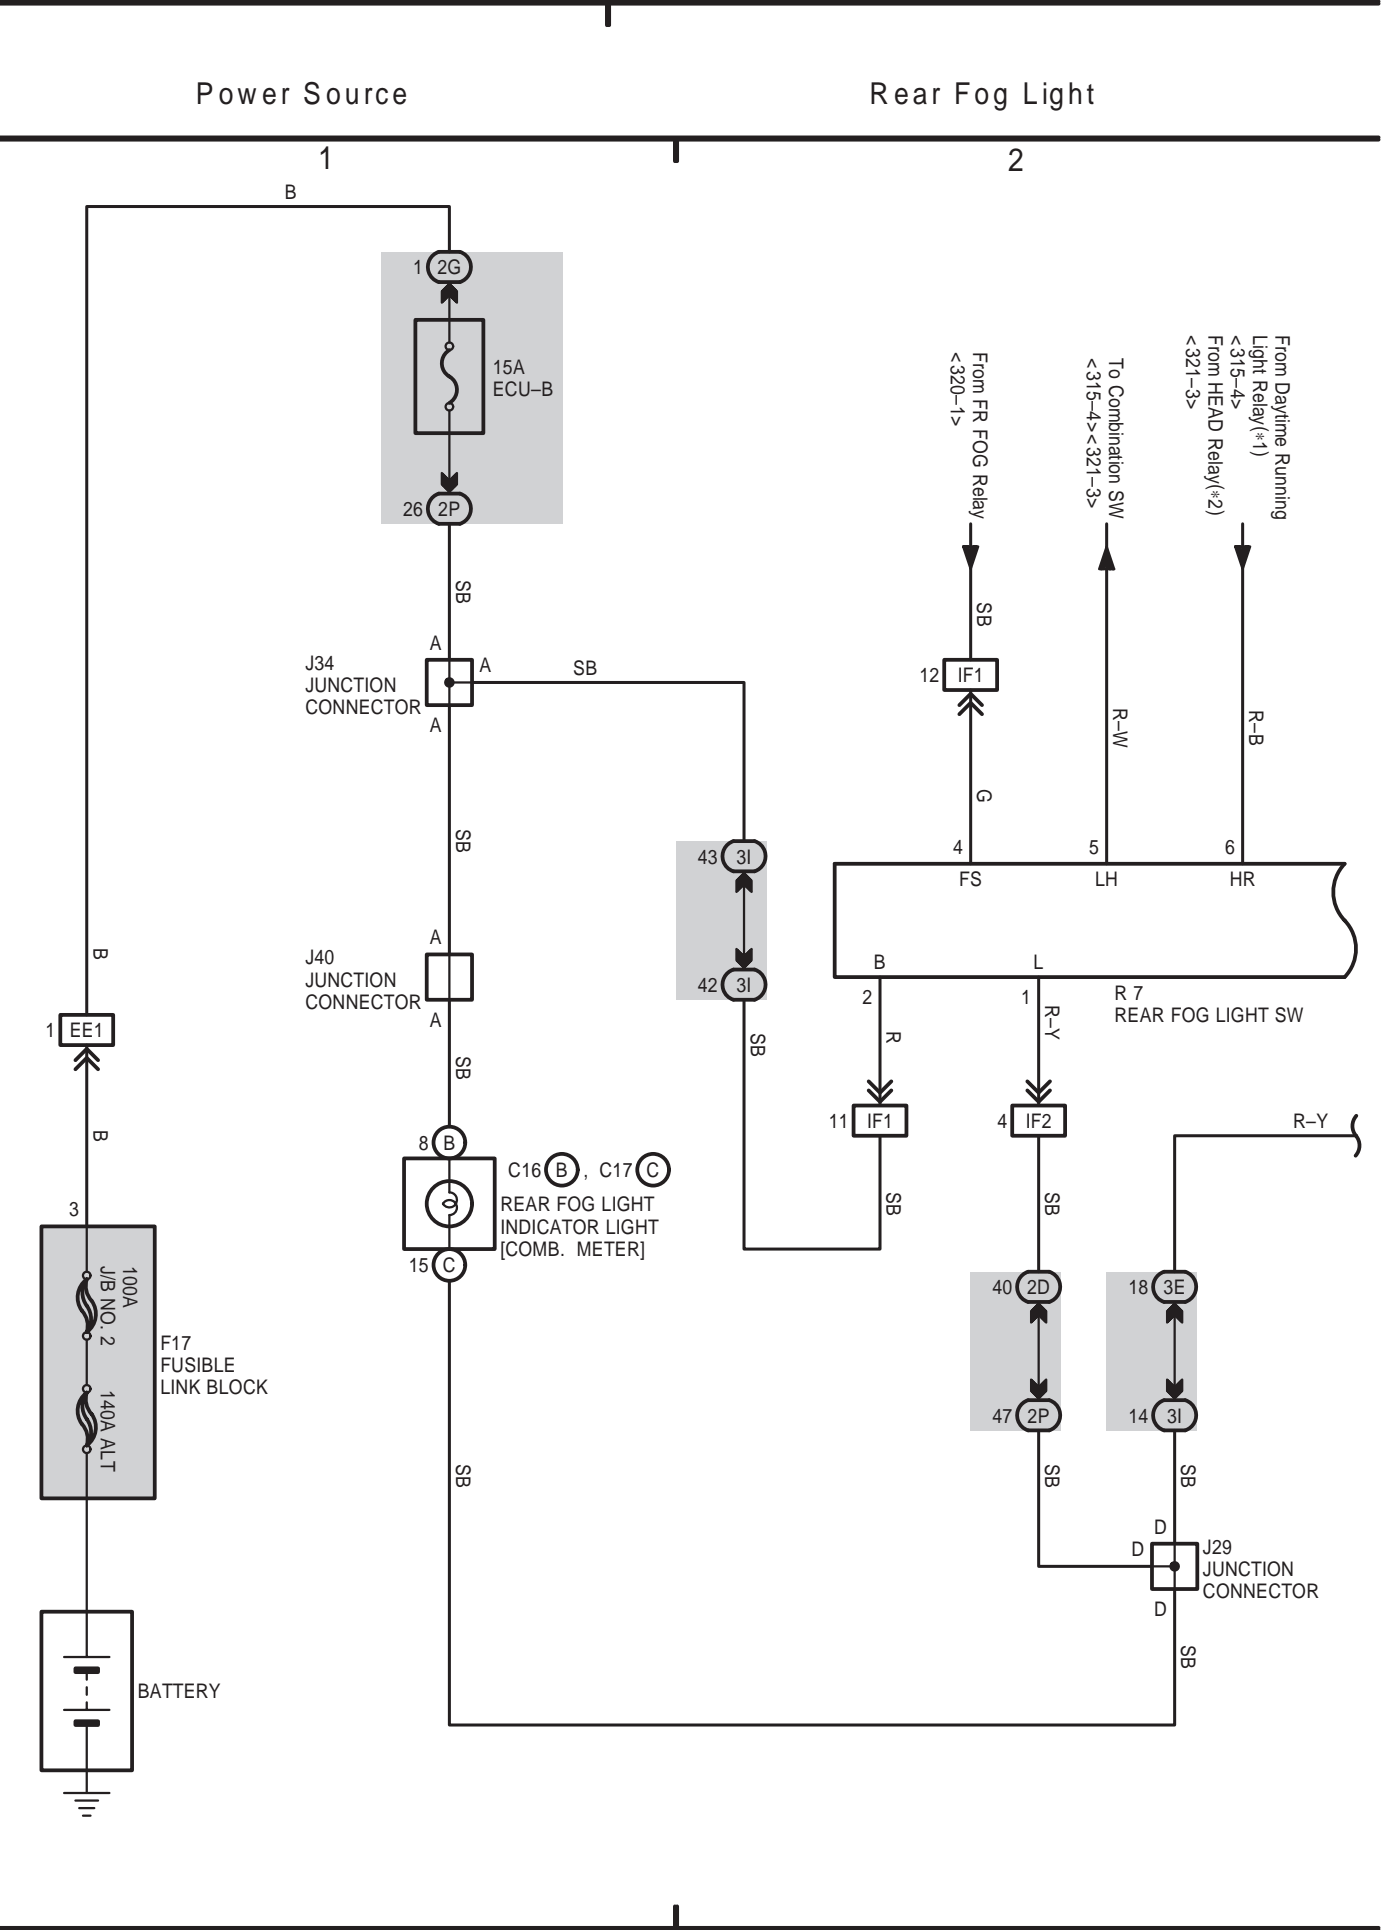 Power Source
Rear Fog Light
1
2
B
1 2G
15A
ECU–B
26 2P
SB
A
J34
JUNCTION
CONNECTOR
A
SB
A
SB
A
J40
JUNCTION
CONNECTOR
A
SB
8 B
C16 B , C17 C
REAR FOG LIGHT
INDICATOR LIGHT
[COMB. METER]
15 C
SB
B
1 EE1
B
3
100A
J/B NO. 2
140A ALT
F17
FUSIBLE
LINK BLOCK
BATTERY
43 3I
42 3I
SB
From FR FOG Relay
<320–1>
SB
12 IF1
G
To Combination SW
<315–4><321–3>
R–W
From Daytime Running
Light Relay(*1)
<315–4>
From HEAD Relay(*2)
<321–3>
R–B
4
5
6
FS
LH
HR
B
L
2
1
R 7
REAR FOG LIGHT SW
R
R–Y
11 IF1
4 IF2
R–Y
SB
SB
40 2D
18 3E
47 2P
14 3I
SB
SB
D
D
J29
JUNCTION
CONNECTOR
D
SB